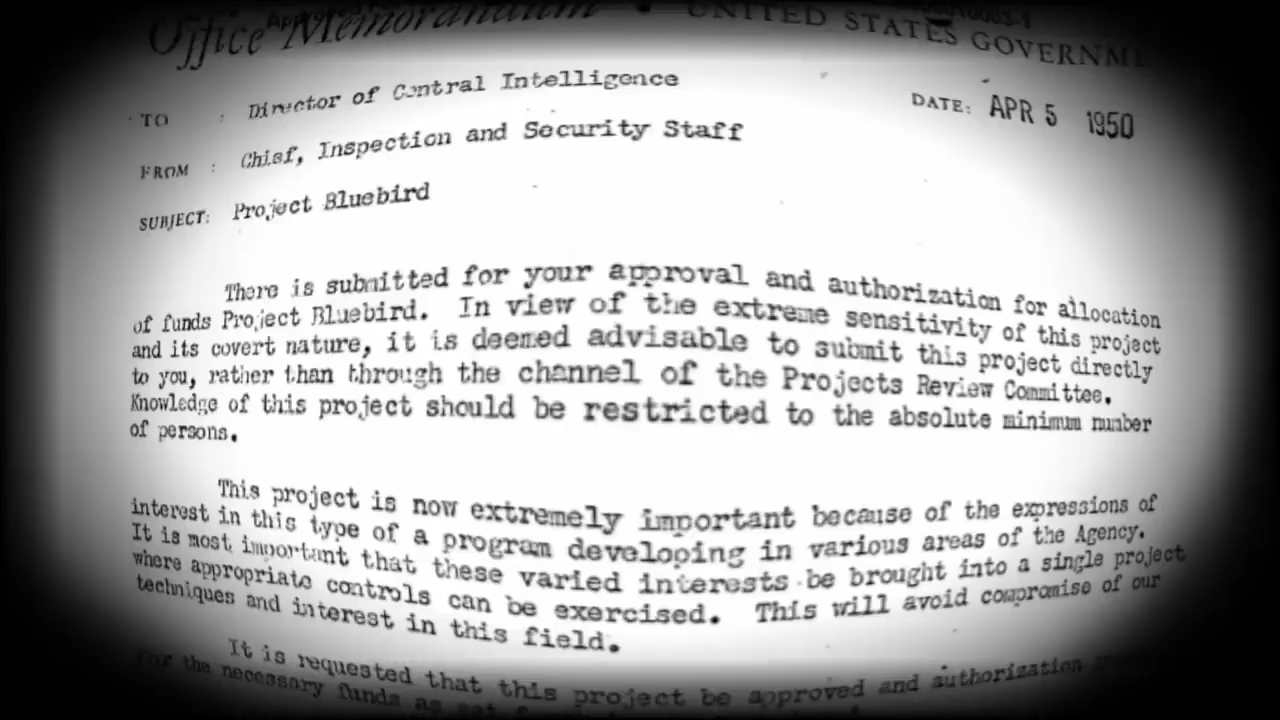 Office Memorandum • UNITED STATES GOVERNM
TO : Director of Central Intelligence
DATE: APR 5 1950
FROM : Chief, Inspection and Security Staff
SUBJECT: Project Bluebird
There is submitted for your approval and authorization for allocation
of funds Project Bluebird. In view of the extreme sensitivity of this project
and its covert nature, it is deemed advisable to submit this project directly
to you, rather than through the channel of the Projects Review Committee.
Knowledge of this project should be restricted to the absolute minimum number
of persons.
This project is now extremely important because of the expressions of
interest in this type of a program developing in various areas of the Agency.
It is most important that these varied interests be brought into a single project
where appropriate controls can be exercised. This will avoid compromise of our
techniques and interest in this field.
It is requested that this project be approved and authorization
for the necessary funds as set